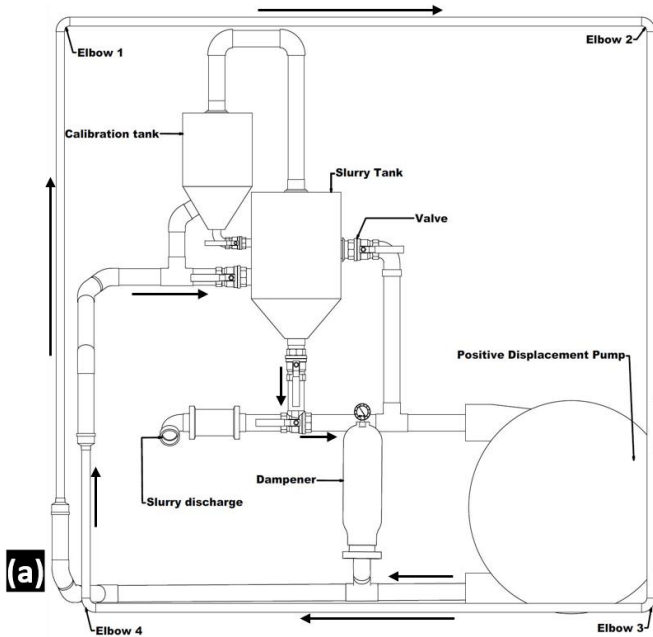 Elbow 1
Elbow 2
Calibration tank
Slurry Tank
Valve
Positive Displacement Pump
Dampener
Slurry discharge
(a)
Elbow 4
Elbow 3